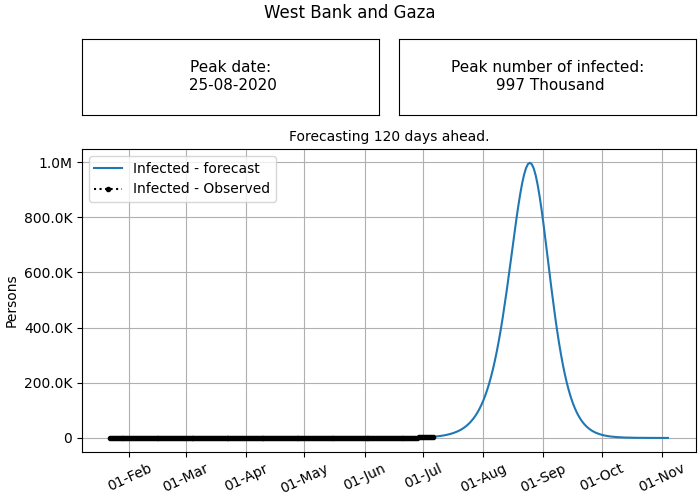 West Bank and Gaza
Peak date:
25-08-2020
Peak number of infected:
997 Thousand
Forecasting 120 days ahead.
Infected - forecast
Infected - Observed
Persons
1.0M
800.0K
600.0K
400.0K
200.0K
0
01-Feb
01-Mar
01-Apr
01-May
01-Jun
01-Jul
01-Aug
01-Sep
01-Oct
01-Nov